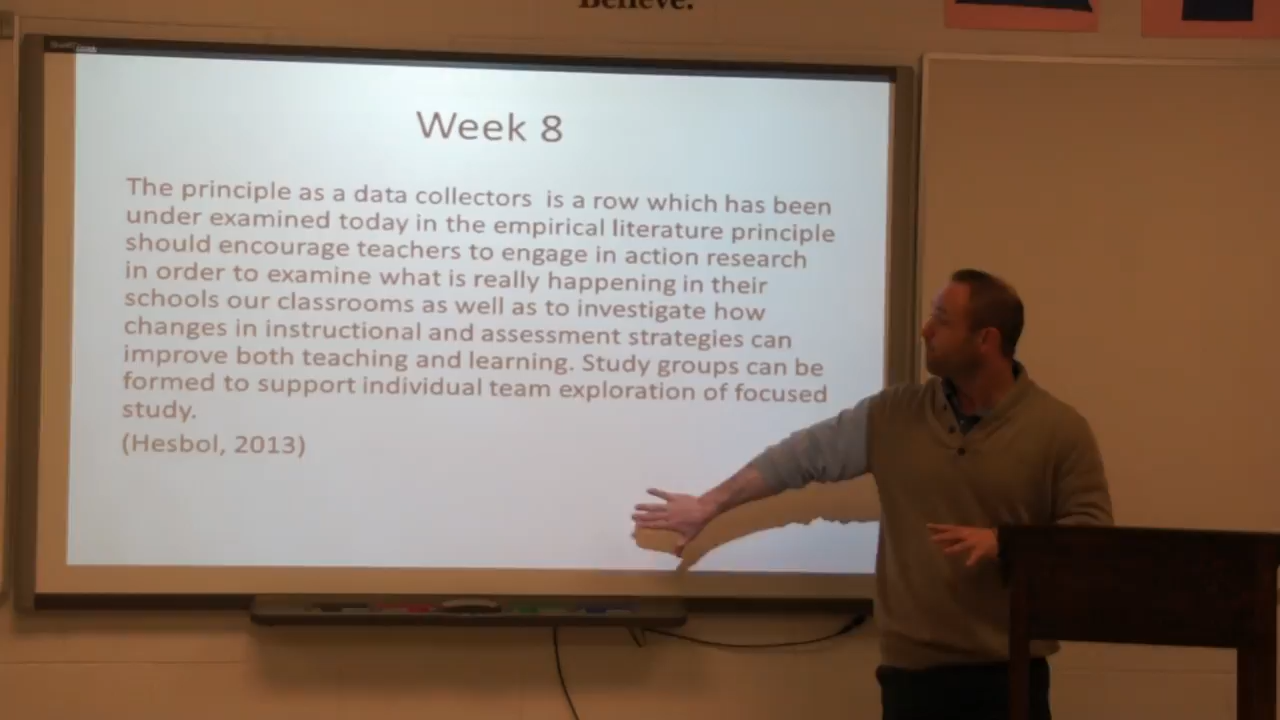 Believe.
Week 8
The principle as a data collectors is a row which has been
under examined today in the empirical literature principle
should encourage teachers to engage in action research
in order to examine what is really happening in their
schools our classrooms as well as to investigate how
changes in instructional and assessment strategies can
improve both teaching and learning. Study groups can be
formed to support individual team exploration of focused
study.
(Hesbol, 2013)